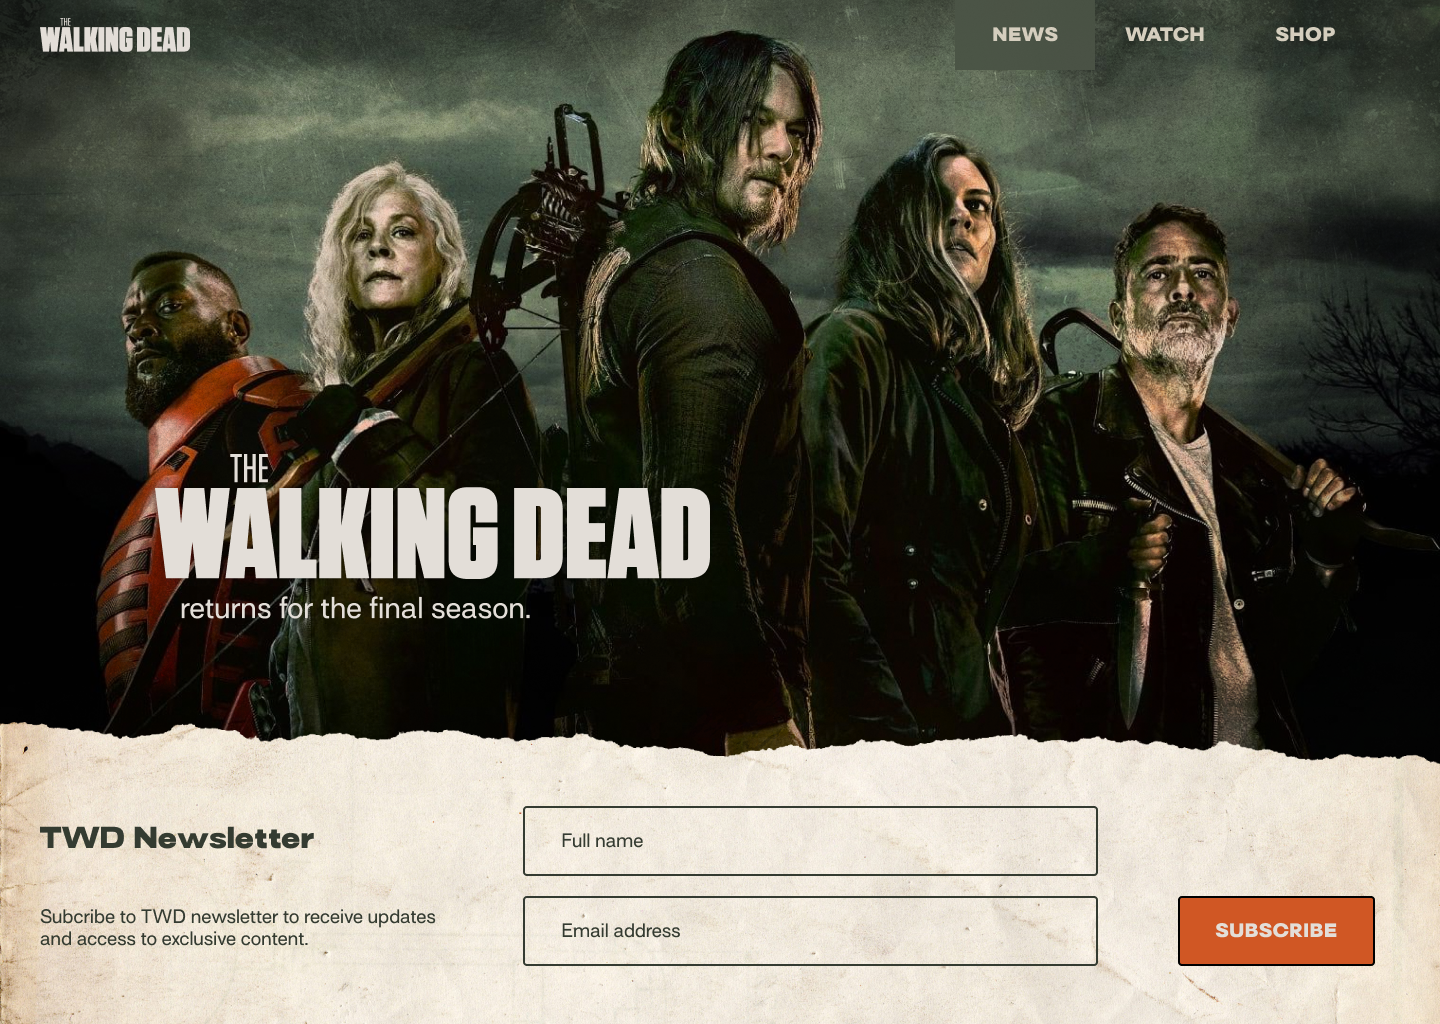 THE
WALKING DEAD
NEWS
WATCH
SHOP
THE
WALKING DEAD
returns for the final season.
TWD Newsletter
Subcribe to TWD newsletter to receive updates
and access to exclusive content.
Full name
Email address
SUBSCRIBE